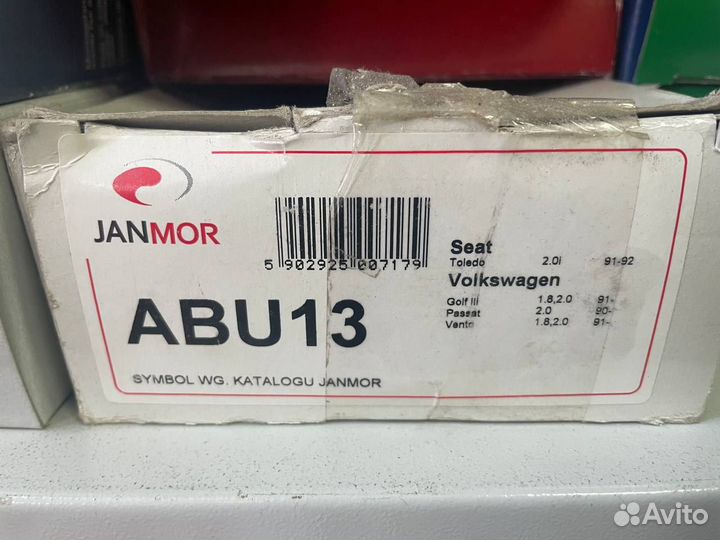 JANMOR
5 902925 007179
Seat
Toledo 2.0i 91-92
Volkswagen
Golf III 1.8,2.0 91-
Passat 2.0 90-
Vento 1.8,2.0 91-
ABU13
SYMBOL WG. KATALOGU JANMOR
Avito